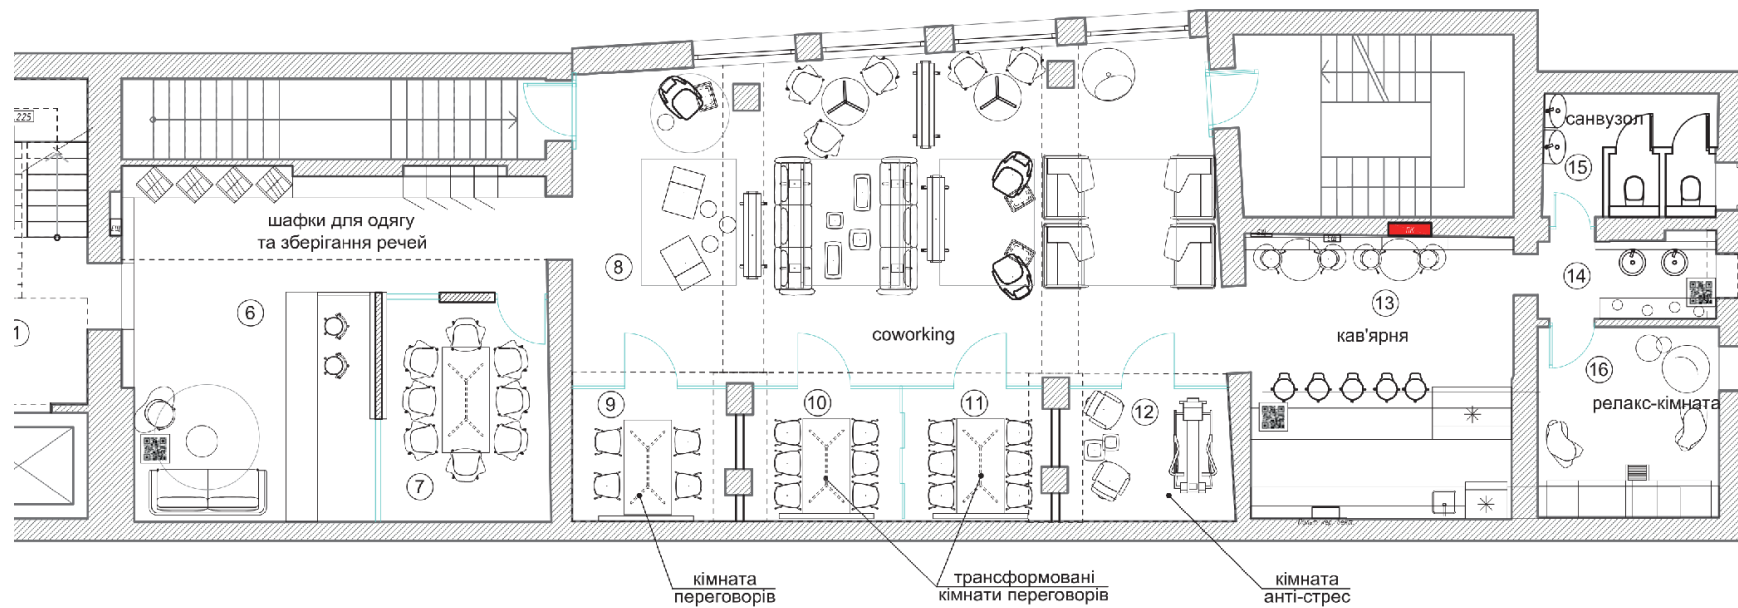 .225
санвузол
15
шафки для одягу
та зберігання речей
8
14
13
6
1
coworking
кав'ярня
16
9
10
11
12
релакс-кімната
7
кімната
переговорів
трансформовані
кімнати переговорів
кімната
анті-стрес